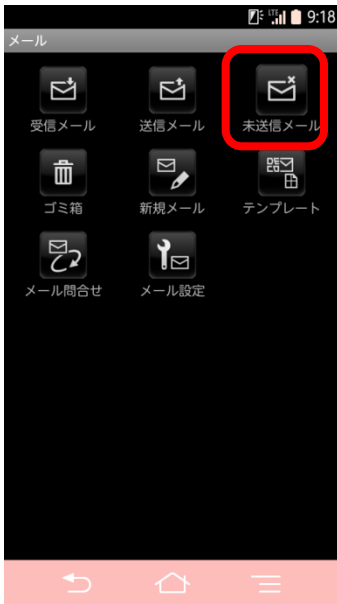 LTE 9:18
メール
受信メール 送信メール 未送信メール
ゴミ箱 新規メール テンプレート
メール問合せ メール設定